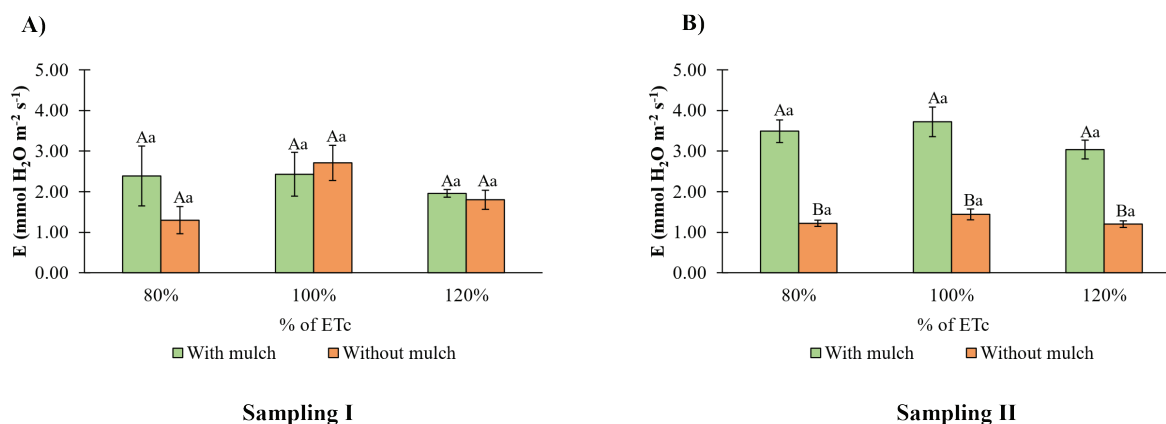 A)
E (mmol H₂O m⁻² s⁻¹)
5.00
4.00
3.00
2.00
1.00
0.00
Aa
Aa
Aa
Aa
Aa
Aa
80%
100%
120%
% of ETc
With mulch
Without mulch
Sampling I
B)
E (mmol H₂O m⁻² s⁻¹)
5.00
4.00
3.00
2.00
1.00
0.00
Aa
Ba
Aa
Ba
Aa
Ba
80%
100%
120%
% of ETc
With mulch
Without mulch
Sampling II